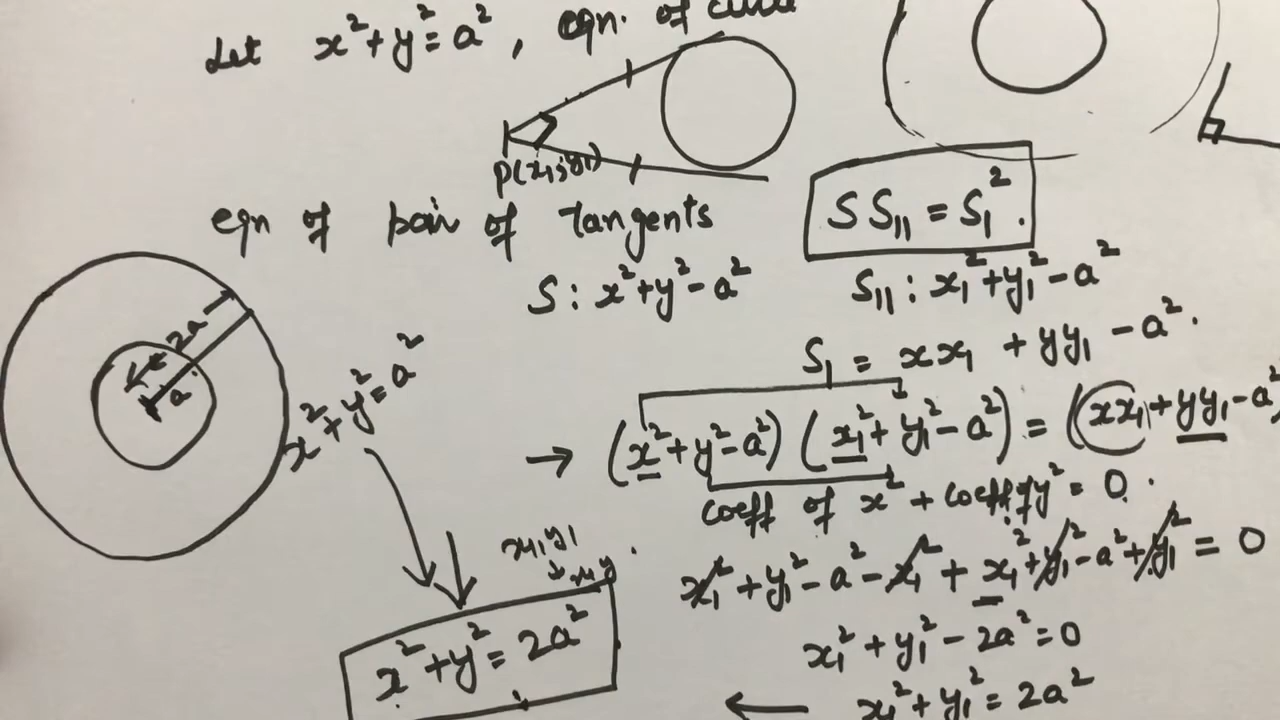 Let x²+y²=a², eqn. of
P(x₁,y₁)
eqn of pair of Tangents
S S₁₁ = S₁².
S : x²+y²-a²
S₁₁ : x₁²+y₁²-a²
S₁ = xx₁ + yy₁ - a².
2a
a
x²+y²=a²
→ (x²+y²-a²) (x₁²+y₁²-a²) = (xx₁+yy₁-a²
coeff of x² + coeff of y² = 0.
x₁²+y₁²-a²-x₁²+x₁²+y₁²-a²+y₁² = 0
x₁y₁
xy
x₁²+y₁²-2a²=0
x²+y²=2a²
x₁²+y₁²=2a²